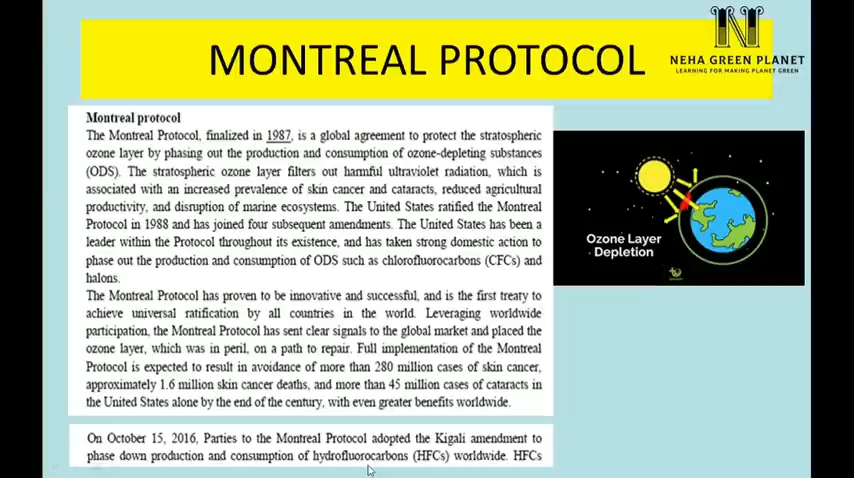 MONTREAL PROTOCOL
N
NEHA GREEN PLANET
LEARNING FOR MAKING PLANET GREEN
Montreal protocol
The Montreal Protocol, finalized in 1987, is a global agreement to protect the stratospheric
ozone layer by phasing out the production and consumption of ozone-depleting substances
(ODS). The stratospheric ozone layer filters out harmful ultraviolet radiation, which is
associated with an increased prevalence of skin cancer and cataracts, reduced agricultural
productivity, and disruption of marine ecosystems. The United States ratified the Montreal
Protocol in 1988 and has joined four subsequent amendments. The United States has been a
leader within the Protocol throughout its existence, and has taken strong domestic action to
phase out the production and consumption of ODS such as chlorofluorocarbons (CFCs) and
halons.
The Montreal Protocol has proven to be innovative and successful, and is the first treaty to
achieve universal ratification by all countries in the world. Leveraging worldwide
participation, the Montreal Protocol has sent clear signals to the global market and placed the
ozone layer, which was in peril, on a path to repair. Full implementation of the Montreal
Protocol is expected to result in avoidance of more than 280 million cases of skin cancer,
approximately 1.6 million skin cancer deaths, and more than 45 million cases of cataracts in
the United States alone by the end of the century, with even greater benefits worldwide.
On October 15, 2016, Parties to the Montreal Protocol adopted the Kigali amendment to
phase down production and consumption of hydrofluorocarbons (HFCs) worldwide. HFCs
Ozone Layer
Depletion